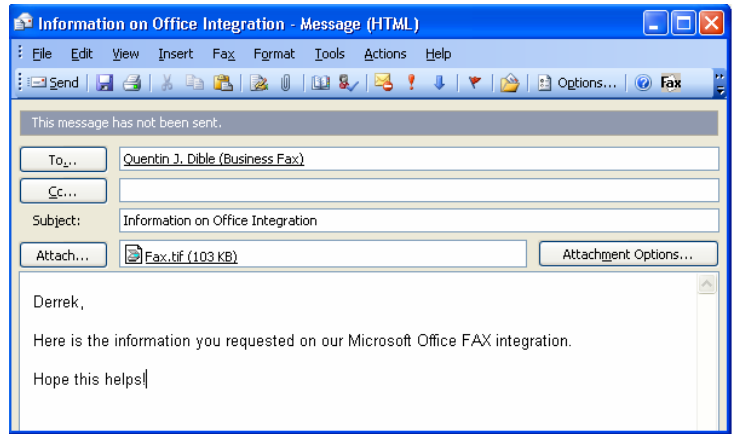 Information on Office Integration - Message (HTML)
File Edit View Insert Fax Format Tools Actions Help
Send Options... Fax
This message has not been sent.
To... Quentin J. Dible (Business Fax)
Cc...
Subject: Information on Office Integration
Attach... Fax.tif (103 KB) Attachment Options...
Derrek,
Here is the information you requested on our Microsoft Office FAX integration.
Hope this helps!